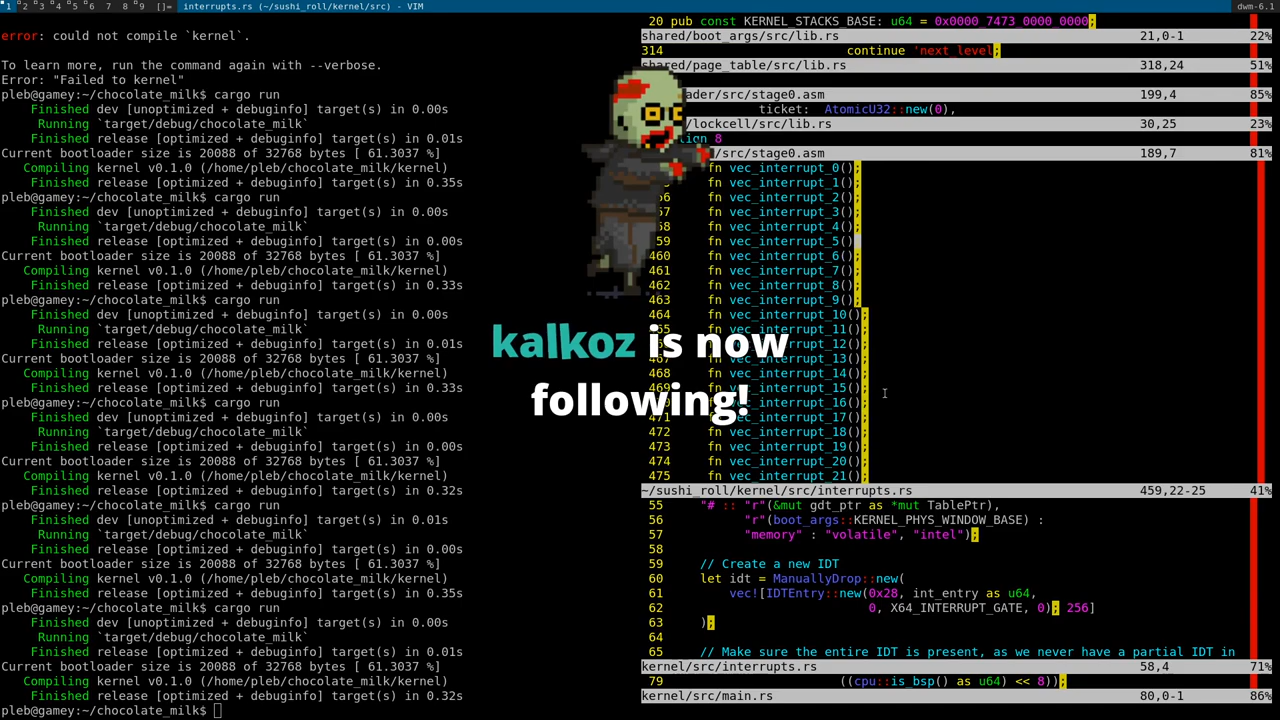 1 2 3 4 5 6 7 8 9 []= interrupts.rs (~/sushi_roll/kernel/src) - VIM dwm-6.1
error: could not compile `kernel`.
To learn more, run the command again with --verbose.
Error: "Failed to kernel"
pleb@gamey:~/chocolate_milk$ cargo run
Finished dev [unoptimized + debuginfo] target(s) in 0.00s
Running `target/debug/chocolate_milk`
Finished release [optimized + debuginfo] target(s) in 0.01s
Current bootloader size is 20088 of 32768 bytes [ 61.3037 %]
Compiling kernel v0.1.0 (/home/pleb/chocolate_milk/kernel)
Finished release [optimized + debuginfo] target(s) in 0.35s
pleb@gamey:~/chocolate_milk$ cargo run
Finished dev [unoptimized + debuginfo] target(s) in 0.00s
Running `target/debug/chocolate_milk`
Finished release [optimized + debuginfo] target(s) in 0.01s
Current bootloader size is 20088 of 32768 bytes [ 61.3037 %]
Compiling kernel v0.1.0 (/home/pleb/chocolate_milk/kernel)
Finished release [optimized + debuginfo] target(s) in 0.33s
pleb@gamey:~/chocolate_milk$ cargo run
Finished dev [unoptimized + debuginfo] target(s) in 0.00s
Running `target/debug/chocolate_milk`
Finished release [optimized + debuginfo] target(s) in 0.01s
Current bootloader size is 20088 of 32768 bytes [ 61.3037 %]
Compiling kernel v0.1.0 (/home/pleb/chocolate_milk/kernel)
Finished release [optimized + debuginfo] target(s) in 0.33s
pleb@gamey:~/chocolate_milk$ cargo run
Finished dev [unoptimized + debuginfo] target(s) in 0.00s
Running `target/debug/chocolate_milk`
Finished release [optimized + debuginfo] target(s) in 0.00s
Current bootloader size is 20088 of 32768 bytes [ 61.3037 %]
Compiling kernel v0.1.0 (/home/pleb/chocolate_milk/kernel)
Finished release [optimized + debuginfo] target(s) in 0.32s
pleb@gamey:~/chocolate_milk$ cargo run
Finished dev [unoptimized + debuginfo] target(s) in 0.01s
Running `target/debug/chocolate_milk`
Finished release [optimized + debuginfo] target(s) in 0.00s
Current bootloader size is 20088 of 32768 bytes [ 61.3037 %]
Compiling kernel v0.1.0 (/home/pleb/chocolate_milk/kernel)
Finished release [optimized + debuginfo] target(s) in 0.35s
pleb@gamey:~/chocolate_milk$ cargo run
Finished dev [unoptimized + debuginfo] target(s) in 0.00s
Running `target/debug/chocolate_milk`
Finished release [optimized + debuginfo] target(s) in 0.01s
Current bootloader size is 20088 of 32768 bytes [ 61.3037 %]
Compiling kernel v0.1.0 (/home/pleb/chocolate_milk/kernel)
Finished release [optimized + debuginfo] target(s) in 0.32s
pleb@gamey:~/chocolate_milk$
kalkoz is now
following!
20 pub const KERNEL_STACKS_BASE: u64 = 0x0000_7473_0000_0000;
shared/boot_args/src/lib.rs 21,0-1 22%
314 continue 'next_level;
shared/page_table/src/lib.rs 318,24 51%
/src/stage0.asm 199,4 85%
ticket: AtomicU32::new(0),
/lockcell/src/lib.rs 30,25 23%
8
/src/stage0.asm 189,7 81%
fn vec_interrupt_0();
fn vec_interrupt_1();
fn vec_interrupt_2();
fn vec_interrupt_3();
fn vec_interrupt_4();
fn vec_interrupt_5()
460 fn vec_interrupt_6();
461 fn vec_interrupt_7();
462 fn vec_interrupt_8();
463 fn vec_interrupt_9();
464 fn vec_interrupt_10();
fn vec_interrupt_11();
fn vec_interrupt_12();
fn vec_interrupt_13();
468 fn vec_interrupt_14();
469 fn vec_interrupt_15();
fn vec_interrupt_16();
fn vec_interrupt_17();
472 fn vec_interrupt_18();
473 fn vec_interrupt_19();
474 fn vec_interrupt_20();
475 fn vec_interrupt_21();
~/sushi_roll/kernel/src/interrupts.rs 459,22-25 41%
55 "# :: "r"(&mut gdt_ptr as *mut TablePtr),
56 "r"(boot_args::KERNEL_PHYS_WINDOW_BASE) :
57 "memory" : "volatile", "intel");
58
59 // Create a new IDT
60 let idt = ManuallyDrop::new(
61 vec![IDTEntry::new(0x28, int_entry as u64,
62 0, X64_INTERRUPT_GATE, 0); 256]
63 );
64
65 // Make sure the entire IDT is present, as we never have a partial IDT in
kernel/src/interrupts.rs 58,4 71%
79 ((cpu::is_bsp() as u64) << 8));
kernel/src/main.rs 80,0-1 86%